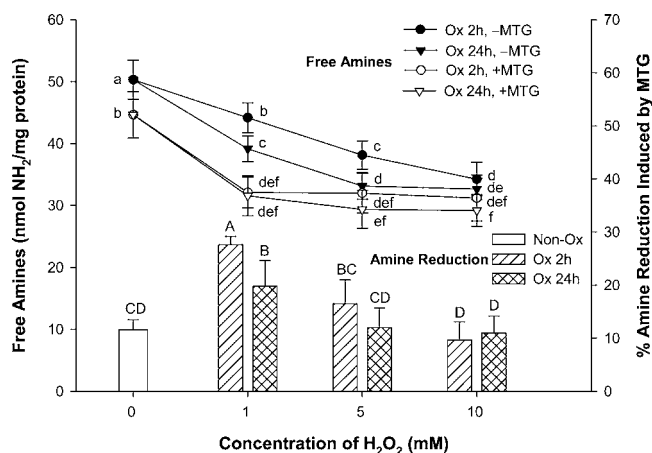 Free Amines (nmol NH2/mg protein)
60
50
40
30
20
10
0
Free Amines
Ox 2h, −MTG
Ox 24h, −MTG
Ox 2h, +MTG
Ox 24h, +MTG
a
b
b
c
def
def
c
d
def
ef
d
de
def
f
Amine Reduction
Non-Ox
Ox 2h
Ox 24h
CD
A
B
BC
CD
D
D
70
60
50
40
30
20
10
0
% Amine Reduction Induced by MTG
0
1
5
10
Concentration of H2O2 (mM)